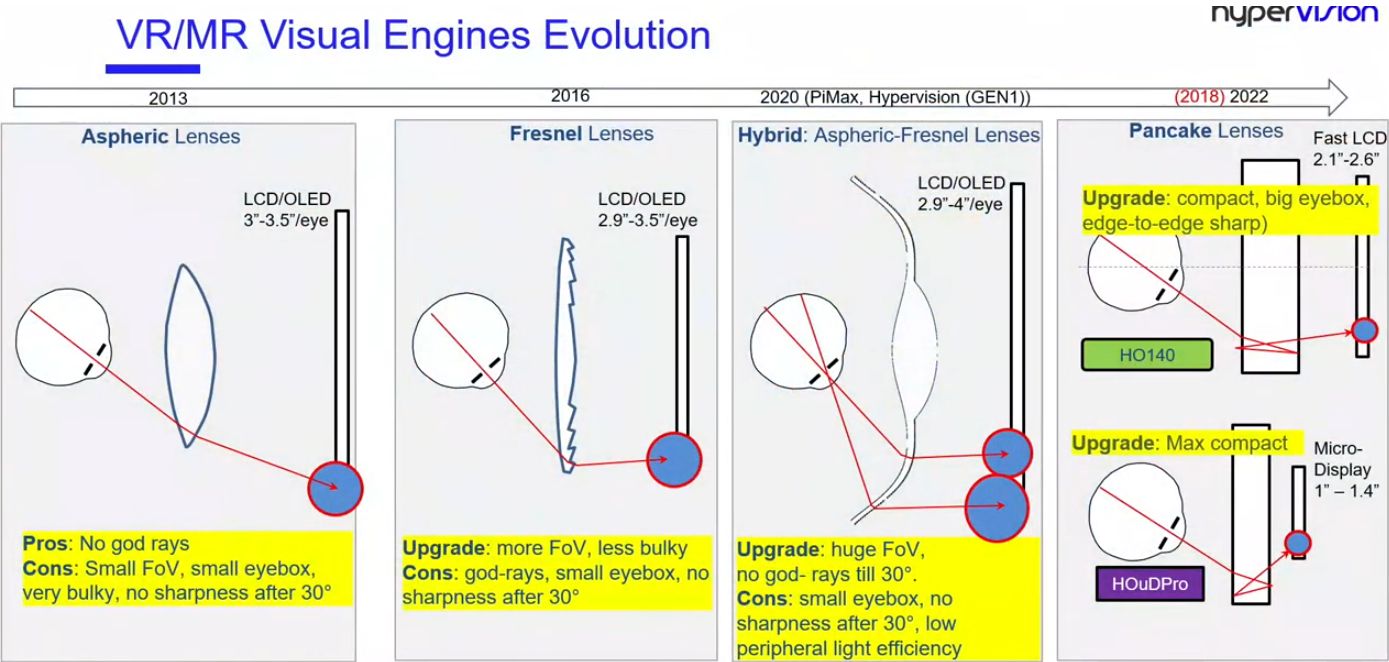 hypervision
VR/MR Visual Engines Evolution
2013
2016
2020 (PiMax, Hypervision (GEN1))
(2018) 2022
Aspheric Lenses
LCD/OLED
3”-3.5”/eye
Pros: No god rays
Cons: Small FoV, small eyebox,
very bulky, no sharpness after 30°
Fresnel Lenses
LCD/OLED
2.9”-3.5”/eye
Upgrade: more FoV, less bulky
Cons: god-rays, small eyebox, no
sharpness after 30°
Hybrid: Aspheric-Fresnel Lenses
LCD/OLED
2.9”-4”/eye
Upgrade: huge FoV,
no god- rays till 30°.
Cons: small eyebox, no
sharpness after 30°, low
peripheral light efficiency
Pancake Lenses
Fast LCD
2.1”-2.6”
Upgrade: compact, big eyebox,
edge-to-edge sharp)
HO140
Upgrade: Max compact
Micro-
Display
1” – 1.4”
HOuDPro